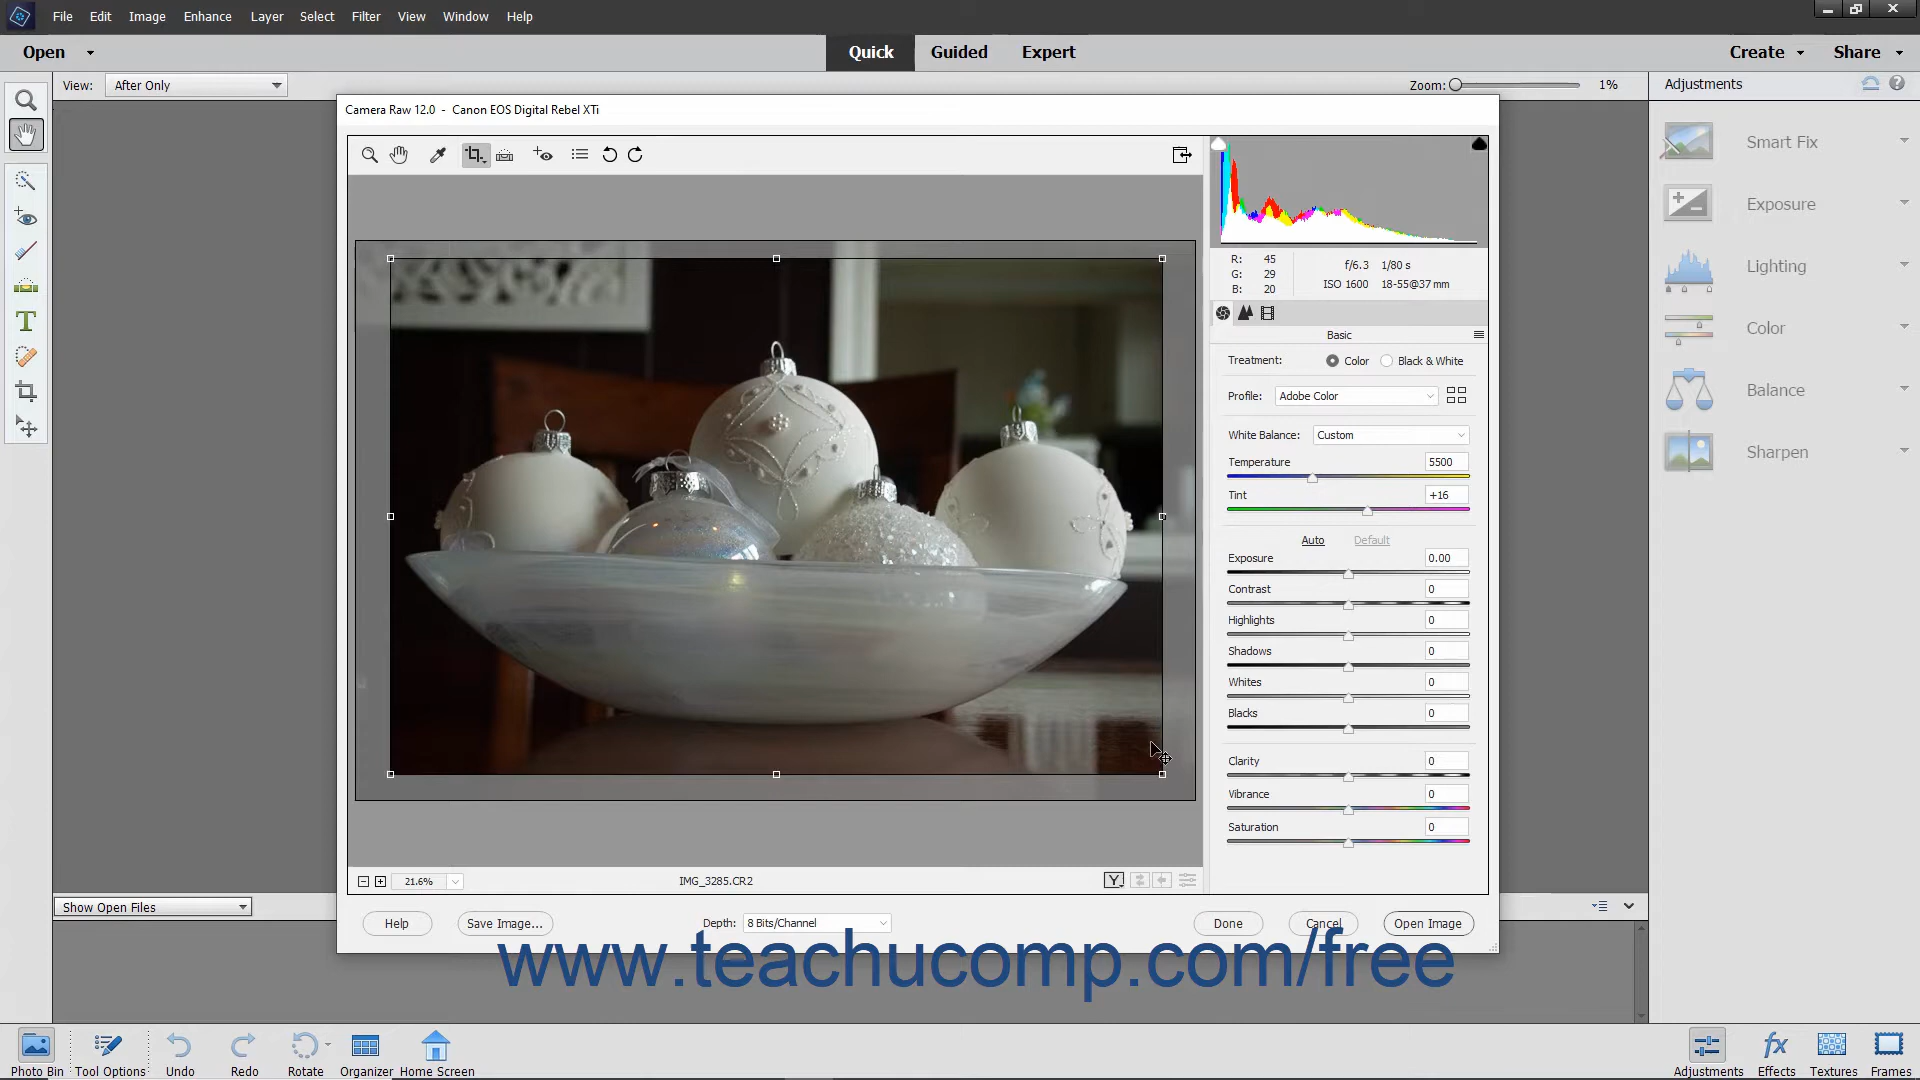 File Edit Image Enhance Layer Select Filter View Window Help
Open Quick Guided Expert Create Share
View: After Only Zoom: 1% Adjustments
Camera Raw 12.0 - Canon EOS Digital Rebel XTi
Smart Fix
Exposure
Lighting
Color
Balance
Sharpen
R: 45
G: 29
B: 20
f/6.3 1/80 s
ISO 1600 18-55@37 mm
Basic
Treatment: Color Black & White
Profile: Adobe Color
White Balance: Custom
Temperature 5500
Tint +16
Auto Default
Exposure 0.00
Contrast 0
Highlights 0
Shadows 0
Whites 0
Blacks 0
Clarity 0
Vibrance 0
Saturation 0
T
21.6% IMG_3285.CR2 Y
Show Open Files
Help Save Image... Depth: 8 Bits/Channel Done Cancel Open Image
www.teachucomp.com/free
Photo Bin Tool Options Undo Redo Rotate Organizer Home Screen
fx
Adjustments Effects Textures Frames